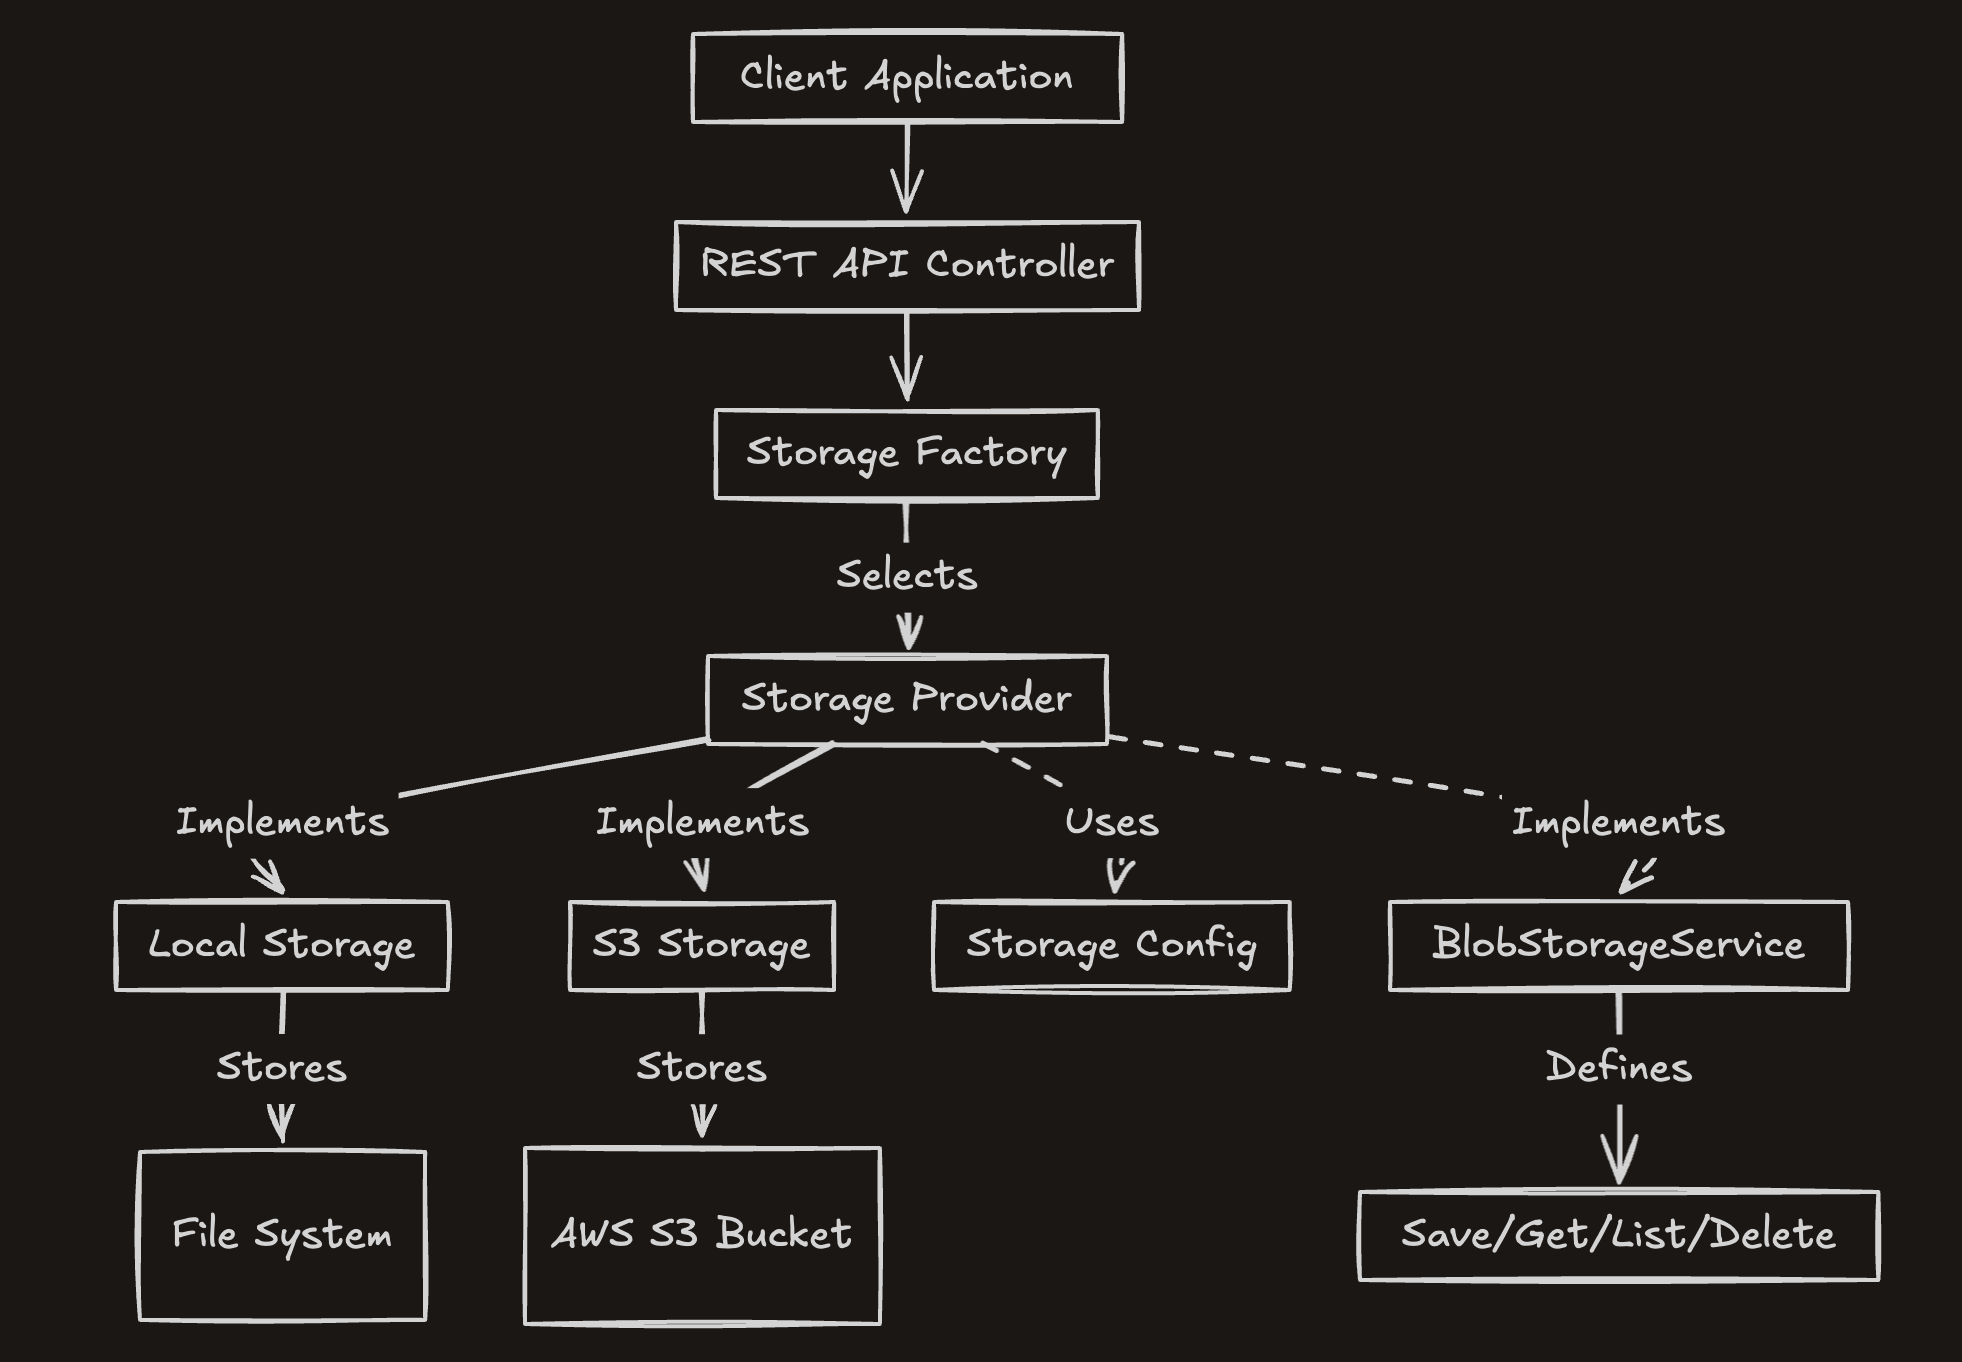 Client Application
REST API Controller
Storage Factory
Selects
Storage Provider
Implements
Implements
Uses
Implements
Local Storage
S3 Storage
Storage Config
BlobStorageService
Stores
Stores
Defines
File System
AWS S3 Bucket
Save/Get/List/Delete